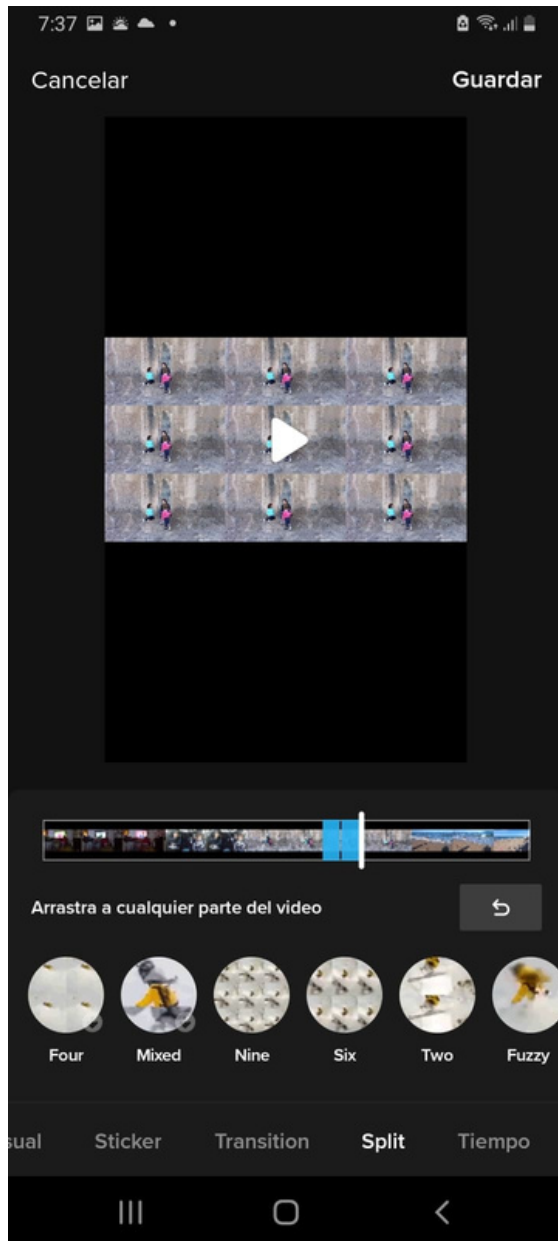 7:37
Cancelar Guardar
Arrastra a cualquier parte del video
Four Mixed Nine Six Two Fuzzy
sual Sticker Transition Split Tiempo